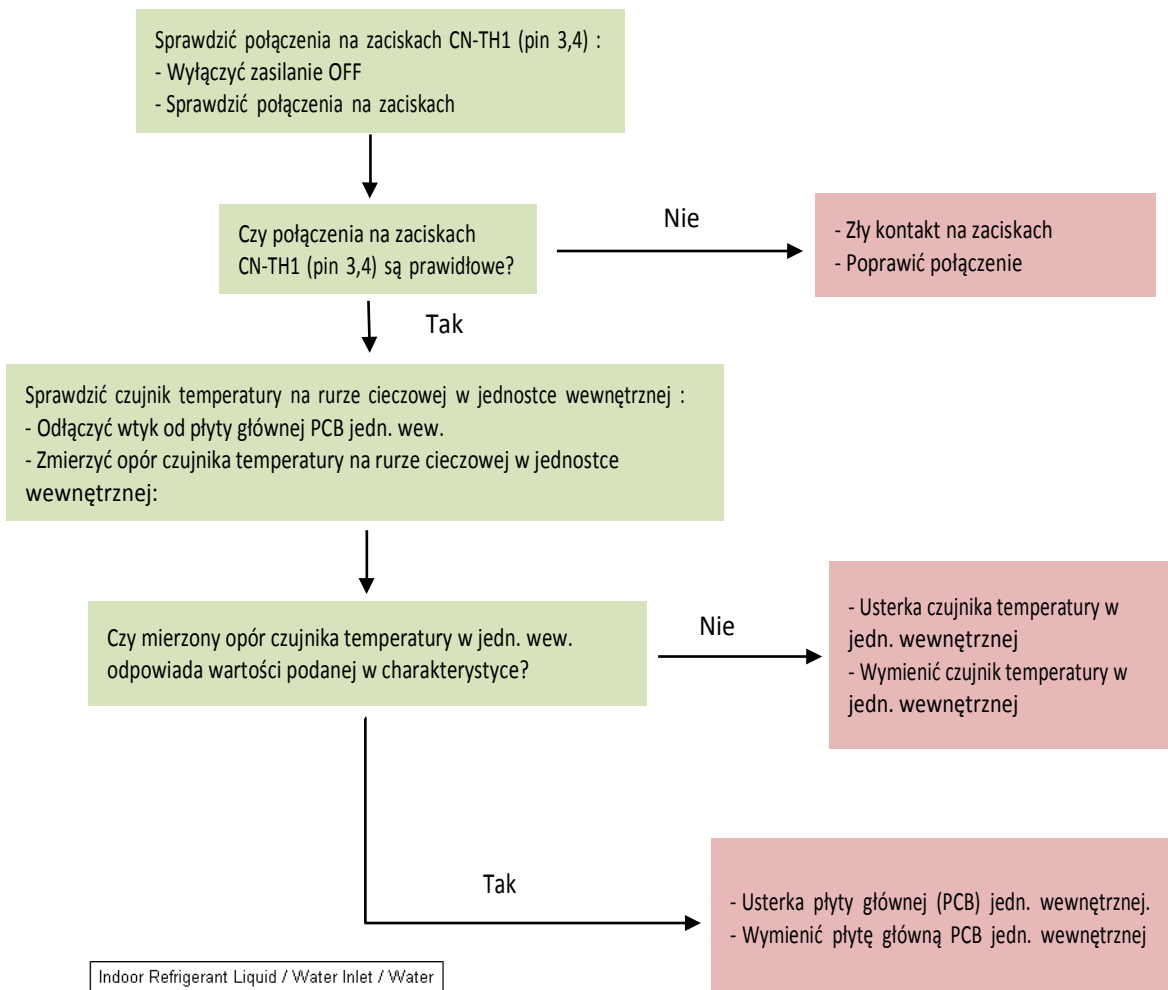 Sprawdzić połączenia na zaciskach CN-TH1 (pin 3,4) :
- Wyłączyć zasilanie OFF
- Sprawdzić połączenia na zaciskach
Czy połączenia na zaciskach
CN-TH1 (pin 3,4) są prawidłowe?
Nie
- Zły kontakt na zaciskach
- Poprawić połączenie
Tak
Sprawdzić czujnik temperatury na rurze cieczowej w jednostce wewnętrznej :
- Odłączyć wtyk od płyty głównej PCB jedn. wew.
- Zmierzyć opór czujnika temperatury na rurze cieczowej w jednostce
wewnętrznej:
Czy mierzony opór czujnika temperatury w jedn. wew.
odpowiada wartości podanej w charakterystyce?
Nie
- Usterka czujnika temperatury w
jedn. wewnętrznej
- Wymienić czujnik temperatury w
jedn. wewnętrznej
Tak
- Usterka płyty głównej (PCB) jedn. wewnętrznej.
- Wymienić płytę główną PCB jedn. wewnętrznej
Indoor Refrigerant Liquid / Water Inlet / Water